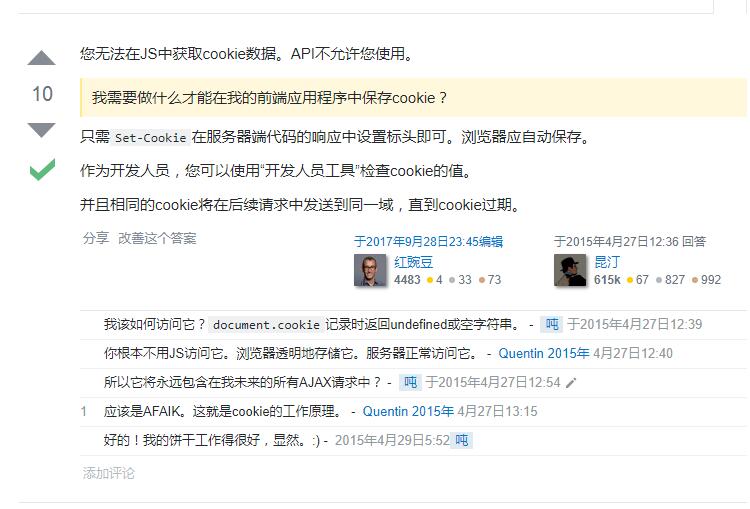 您无法在JS中获取cookie数据。API不允许您使用。
10
我需要做什么才能在我的前端应用程序中保存cookie？
只需 Set-Cookie 在服务器端代码的响应中设置标头即可。浏览器应自动保存。
作为开发人员，您可以使用“开发人员工具”检查cookie的值。
并且相同的cookie将在后续请求中发送到同一域，直到cookie过期。
分享 改善这个答案
于2017年9月28日23:45编辑
红豌豆
4483 4 33 73
于2015年4月27日12:36 回答
昆汀
615k 67 827 992
我该如何访问它？document.cookie 记录时返回undefined或空字符串。 - 吨 于2015年4月27日12:39
你根本不用JS访问它。浏览器透明地存储它。服务器正常访问它。 - Quentin 2015年 4月27日12:40
所以它将永远包含在我未来的所有AJAX请求中？ - 吨 于2015年4月27日12:54
1 应该是AFAIK。这就是cookie的工作原理。 - Quentin 2015年 4月27日13:15
好的！我的饼干工作得很好，显然。:) - 2015年4月29日5:52吨
添加评论